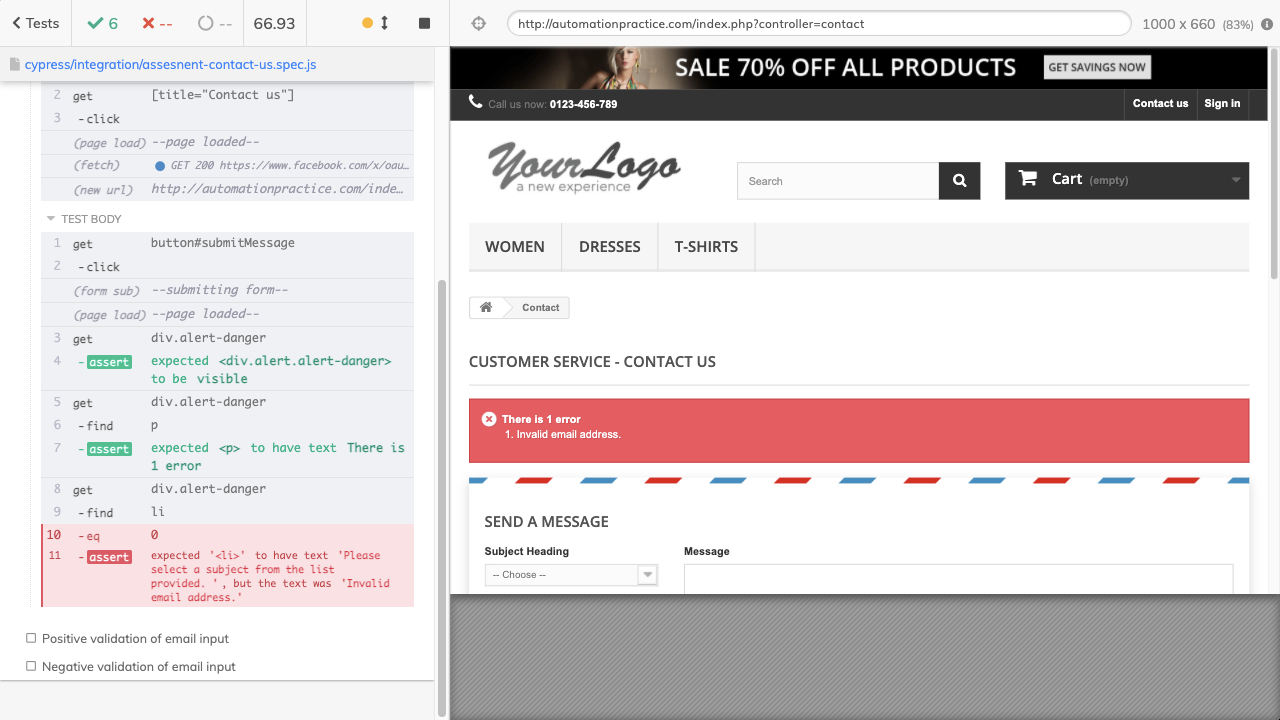 Tests
6
--
--
66.93
http://automationpractice.com/index.php?controller=contact
1000 x 660 (83%)
cypress/integration/assesnent-contact-us.spec.js
2 get [title="Contact us"]
3 -click
(page load) --page loaded--
(fetch) GET 200 https://www.facebook.com/x/oau…
(new url) http://automationpractice.com/inde…
TEST BODY
1 get button#submitMessage
2 -click
(form sub) --submitting form--
(page load) --page loaded--
3 get div.alert-danger
4 -assert expected <div.alert.alert-danger>
to be visible
5 get div.alert-danger
6 -find p
7 -assert expected <p> to have text There is
1 error
8 get div.alert-danger
9 -find li
10 -eq 0
11 -assert expected '<li>' to have text 'Please
select a subject from the list
provided. ', but the text was 'Invalid
email address.'
Positive validation of email input
Negative validation of email input
SALE 70% OFF ALL PRODUCTS GET SAVINGS NOW
Call us now: 0123-456-789
Contact us
Sign in
YourLogo
a new experience
Search
Cart (empty)
WOMEN
DRESSES
T-SHIRTS
Contact
CUSTOMER SERVICE - CONTACT US
There is 1 error
1. Invalid email address.
SEND A MESSAGE
Subject Heading
Message
-- Choose --